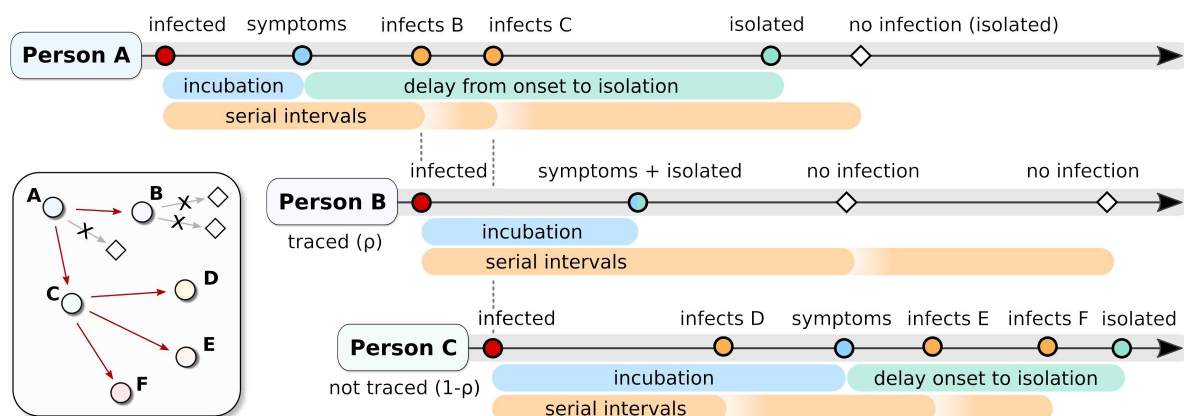 infected symptoms infects B infects C isolated no infection (isolated)
Person A
incubation delay from onset to isolation
serial intervals
infected symptoms + isolated no infection no infection
Person B
traced (ρ)
incubation
serial intervals
A B X X X
C D E F
infected infects D symptoms infects E infects F isolated
Person C
not traced (1-ρ)
incubation delay onset to isolation
serial intervals